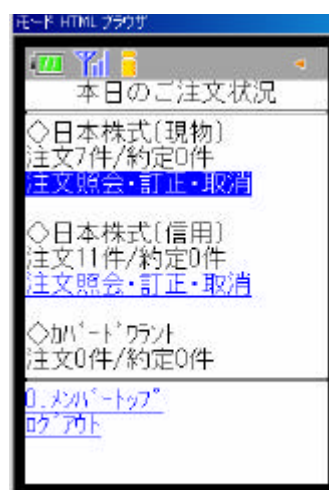 モード HTML ブラウザ
本日のご注文状況
◇日本株式(現物)
注文7件/約定0件
注文照会・訂正・取消
◇日本株式(信用)
注文11件/約定0件
注文照会・訂正・取消
◇ｶﾊﾞｰﾄﾞﾜﾗﾝﾄ
注文0件/約定0件
0.ﾒﾝﾊﾞｰﾄｯﾌﾟ
ﾛｸﾞｱｳﾄ